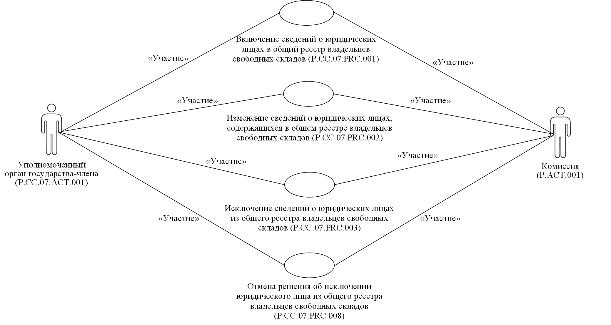 Включение сведений о юридических
лицах в общий реестр владельцев
свободных складов (P.CC.07.PRC.001)
«Участие»
«Участие»
«Участие»
«Участие»
Изменение сведений о юридических лицах,
содержащихся в общем реестре владельцев
свободных складов (P.CC.07.PRC.002)
Уполномоченный
орган государства-члена
(P.CC.07.ACT.001)
«Участие»
«Участие»
Комиссия
(P.ACT.001)
Исключение сведений о юридических лицах
из общего реестра владельцев свободных
складов (P.CC.07.PRC.003)
«Участие»
«Участие»
Отмена решения об исключении
юридического лица из общего реестра
владельцев свободных складов
(P.CC.07.PRC.008)